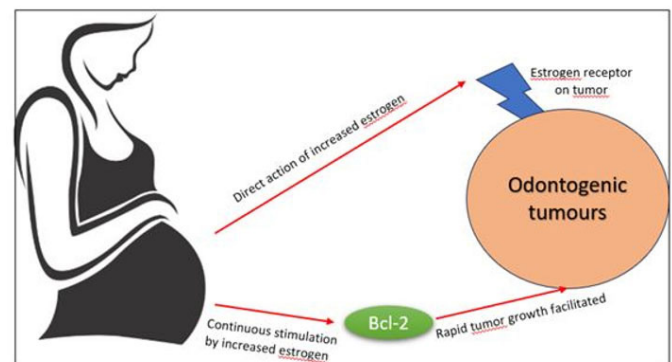 Estrogen receptor
on tumor
Direct action of increased estrogen
Odontogenic
tumours
Bcl-2
Continuous stimulation
by increased estrogen
Rapid tumor growth facilitated